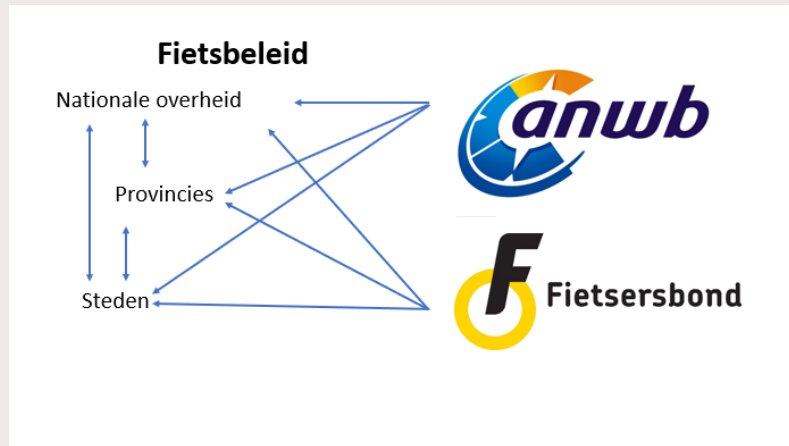 Fietsbeleid
Nationale overheid
Provincies
Steden
anwb
Fietsersbond